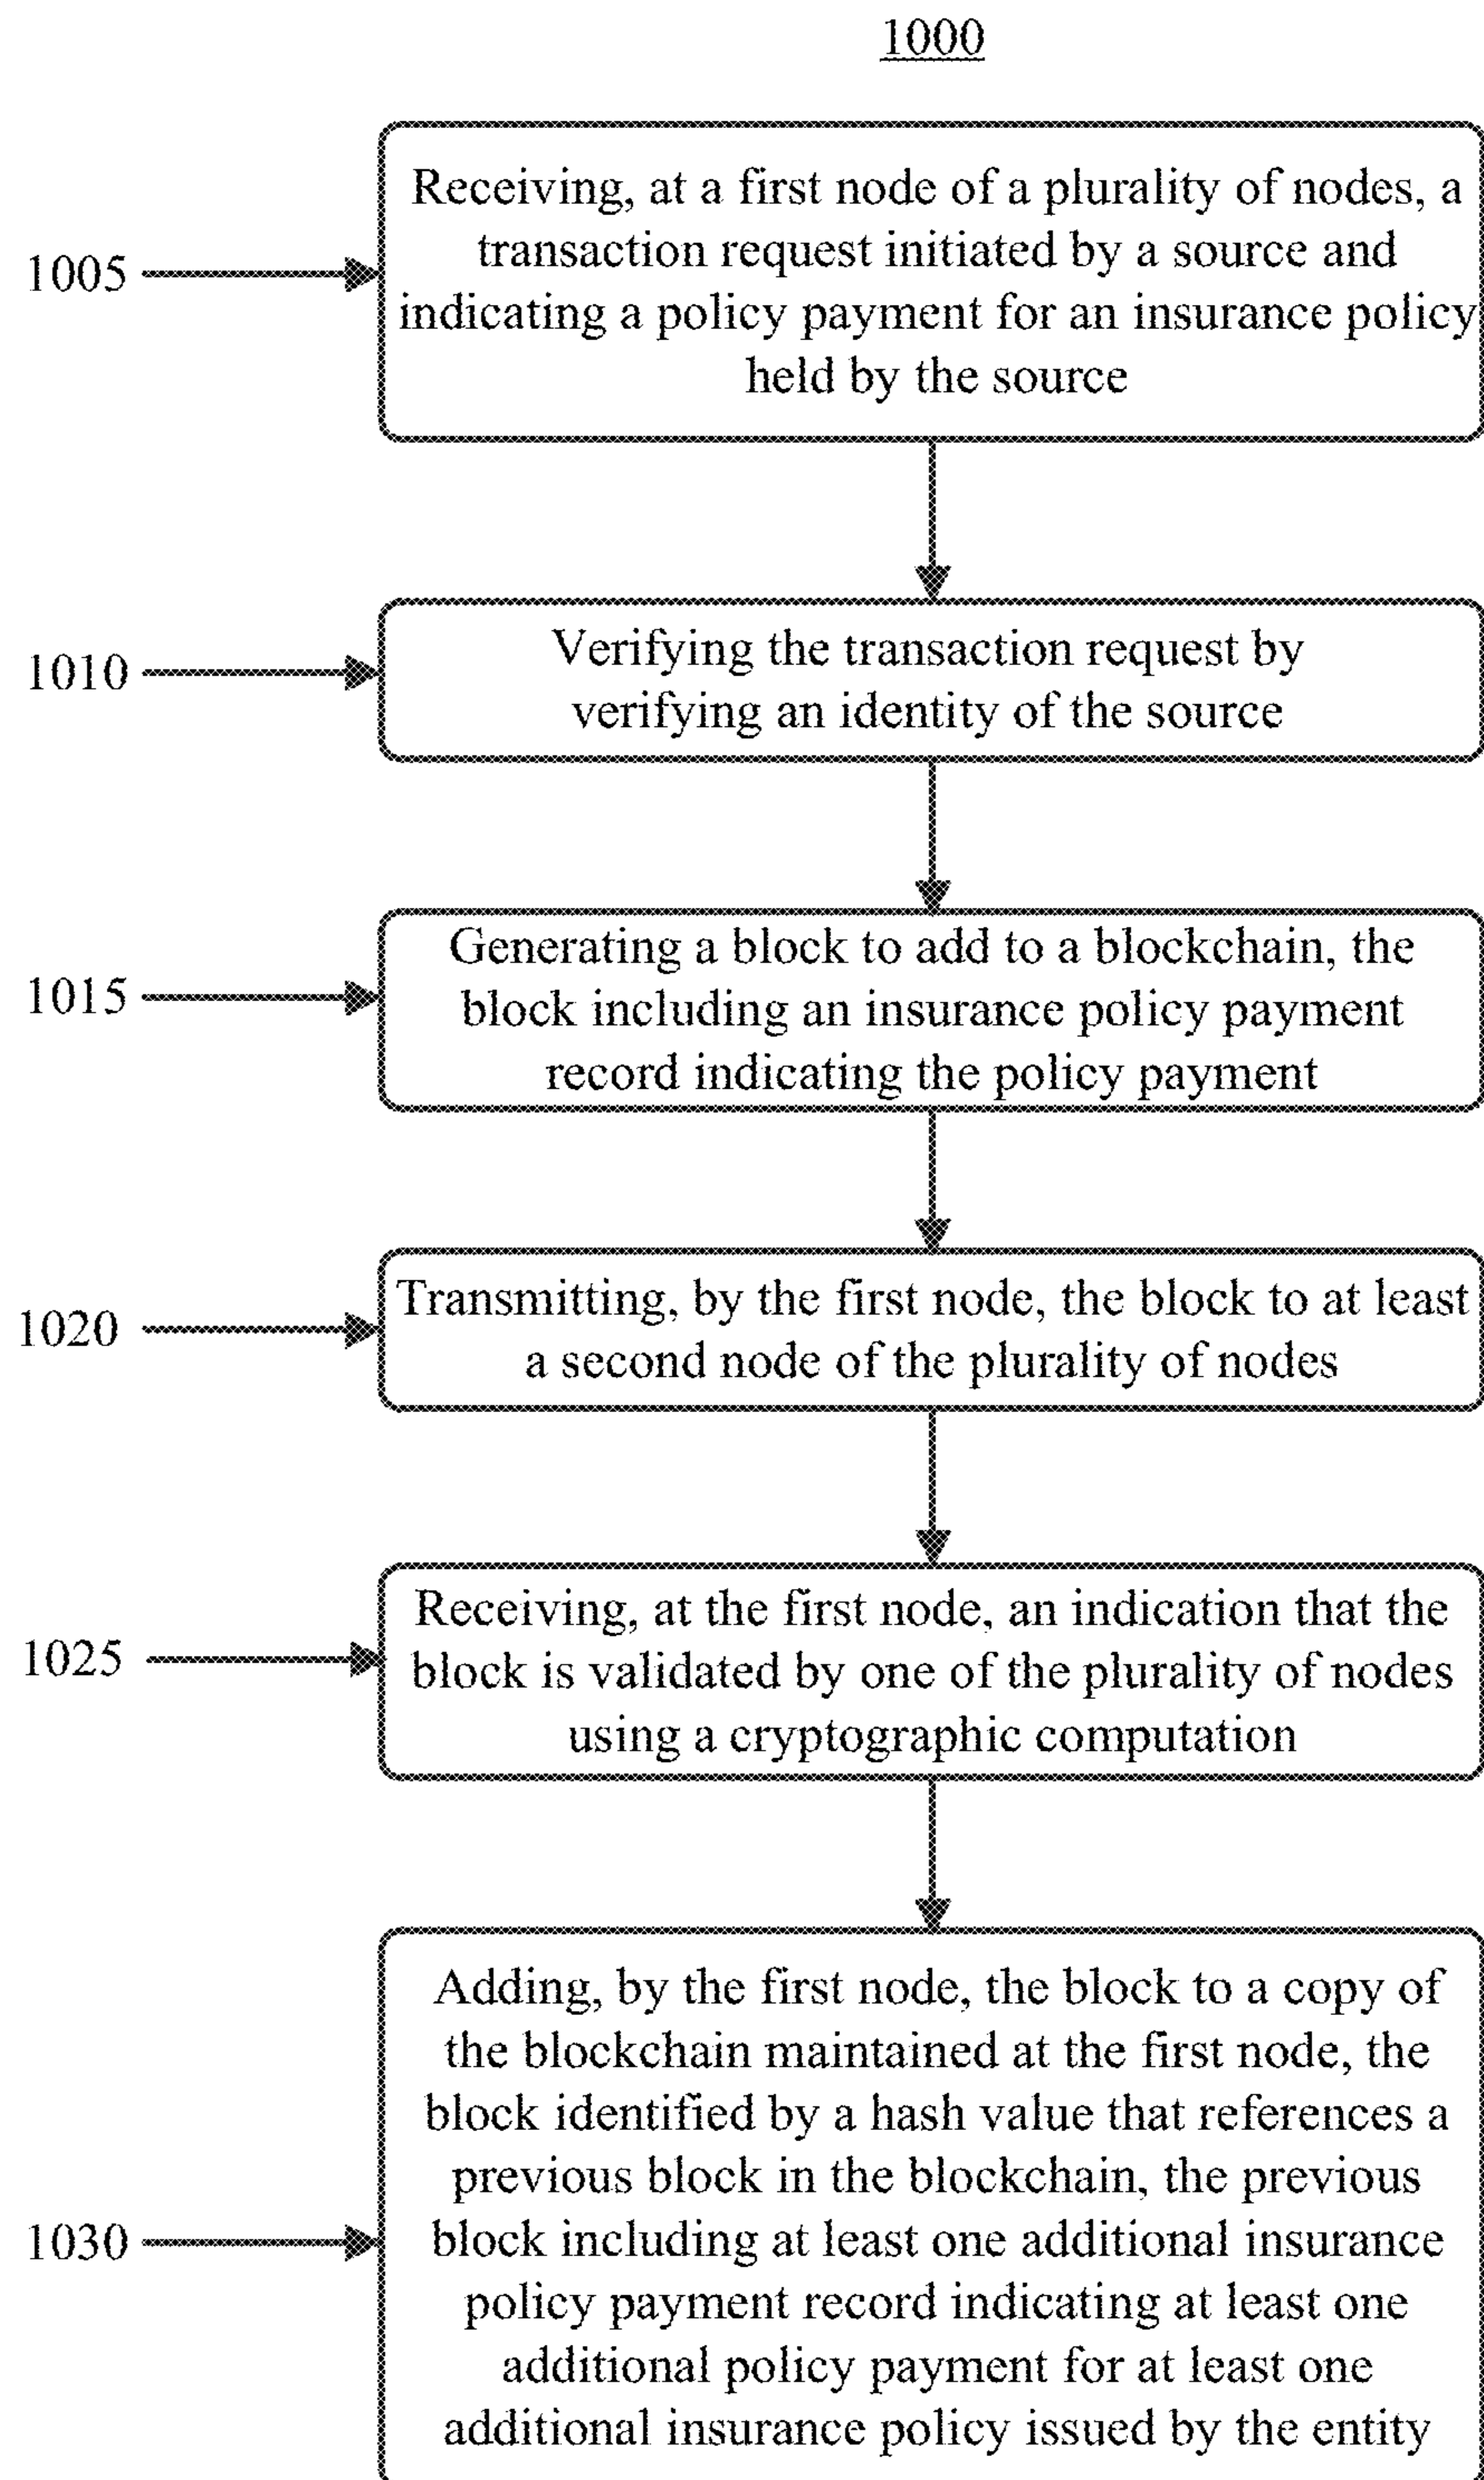 1000
1005
Receiving, at a first node of a plurality of nodes, a
transaction request initiated by a source and
indicating a policy payment for an insurance policy
held by the source
1010
Verifying the transaction request by
verifying an identity of the source
1015
Generating a block to add to a blockchain, the
block including an insurance policy payment
record indicating the policy payment
1020
Transmitting, by the first node, the block to at least
a second node of the plurality of nodes
1025
Receiving, at the first node, an indication that the
block is validated by one of the plurality of nodes
using a cryptographic computation
1030
Adding, by the first node, the block to a copy of
the blockchain maintained at the first node, the
block identified by a hash value that references a
previous block in the blockchain, the previous
block including at least one additional insurance
policy payment record indicating at least one
additional policy payment for at least one
additional insurance policy issued by the entity